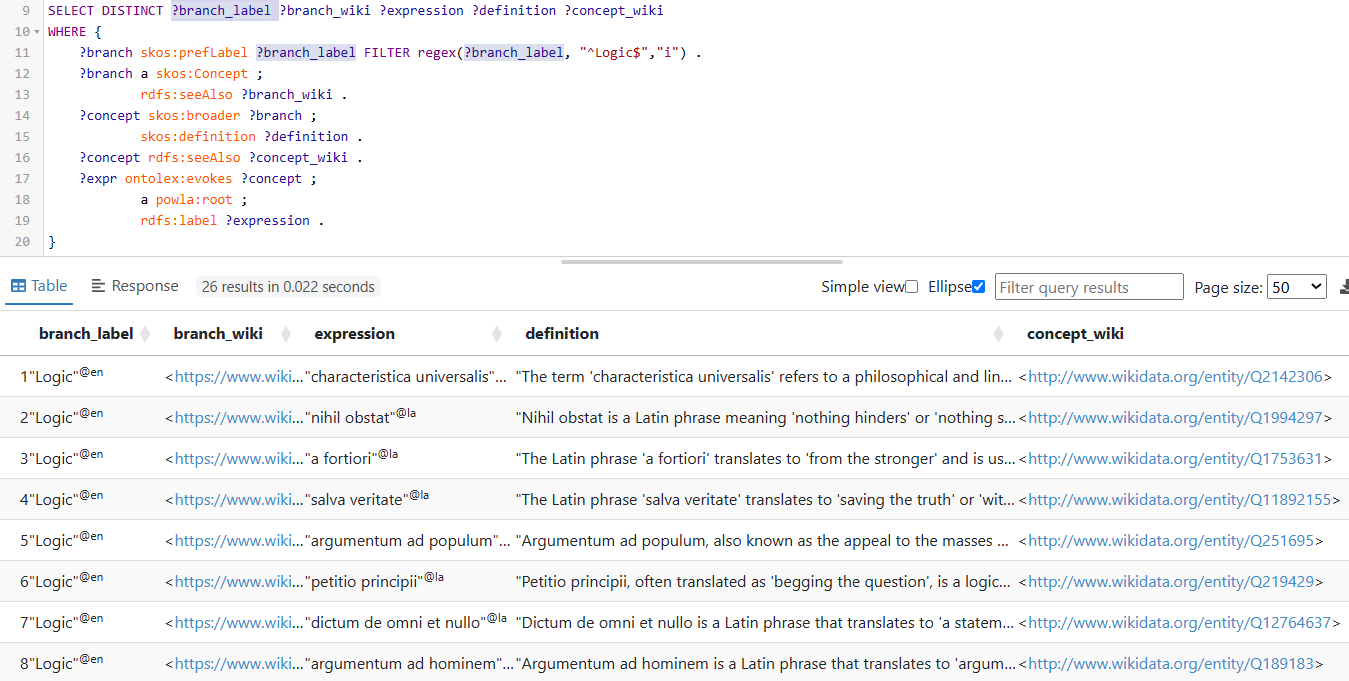 9 SELECT DISTINCT ?branch_label ?branch_wiki ?expression ?definition ?concept_wiki
10 WHERE {
11 ?branch skos:prefLabel ?branch_label FILTER regex(?branch_label, "^Logic$","i") .
12 ?branch a skos:Concept ;
13 rdfs:seeAlso ?branch_wiki .
14 ?concept skos:broader ?branch ;
15 skos:definition ?definition .
16 ?concept rdfs:seeAlso ?concept_wiki .
17 ?expr ontolex:evokes ?concept ;
18 a powla:root ;
19 rdfs:label ?expression .
20 }
Table Response 26 results in 0.022 seconds Simple view Ellipse Filter query results Page size: 50
branch_label branch_wiki expression definition concept_wiki
1 "Logic"@en <https://www.wiki... "characteristica universalis"... "The term 'characteristica universalis' refers to a philosophical and lin... <http://www.wikidata.org/entity/Q2142306>
2 "Logic"@en <https://www.wiki... "nihil obstat"@la "Nihil obstat is a Latin phrase meaning 'nothing hinders' or 'nothing s... <http://www.wikidata.org/entity/Q1994297>
3 "Logic"@en <https://www.wiki... "a fortiori"@la "The Latin phrase 'a fortiori' translates to 'from the stronger' and is us... <http://www.wikidata.org/entity/Q1753631>
4 "Logic"@en <https://www.wiki... "salva veritate"@la "The Latin phrase 'salva veritate' translates to 'saving the truth' or 'wit... <http://www.wikidata.org/entity/Q11892155>
5 "Logic"@en <https://www.wiki... "argumentum ad populum"... "Argumentum ad populum, also known as the appeal to the masses ... <http://www.wikidata.org/entity/Q251695>
6 "Logic"@en <https://www.wiki... "petitio principii"@la "Petitio principii, often translated as 'begging the question', is a logic... <http://www.wikidata.org/entity/Q219429>
7 "Logic"@en <https://www.wiki... "dictum de omni et nullo"@la "Dictum de omni et nullo is a Latin phrase that translates to 'a statem... <http://www.wikidata.org/entity/Q12764637>
8 "Logic"@en <https://www.wiki... "argumentum ad hominem"... "Argumentum ad hominem is a Latin phrase that translates to 'argum... <http://www.wikidata.org/entity/Q189183>